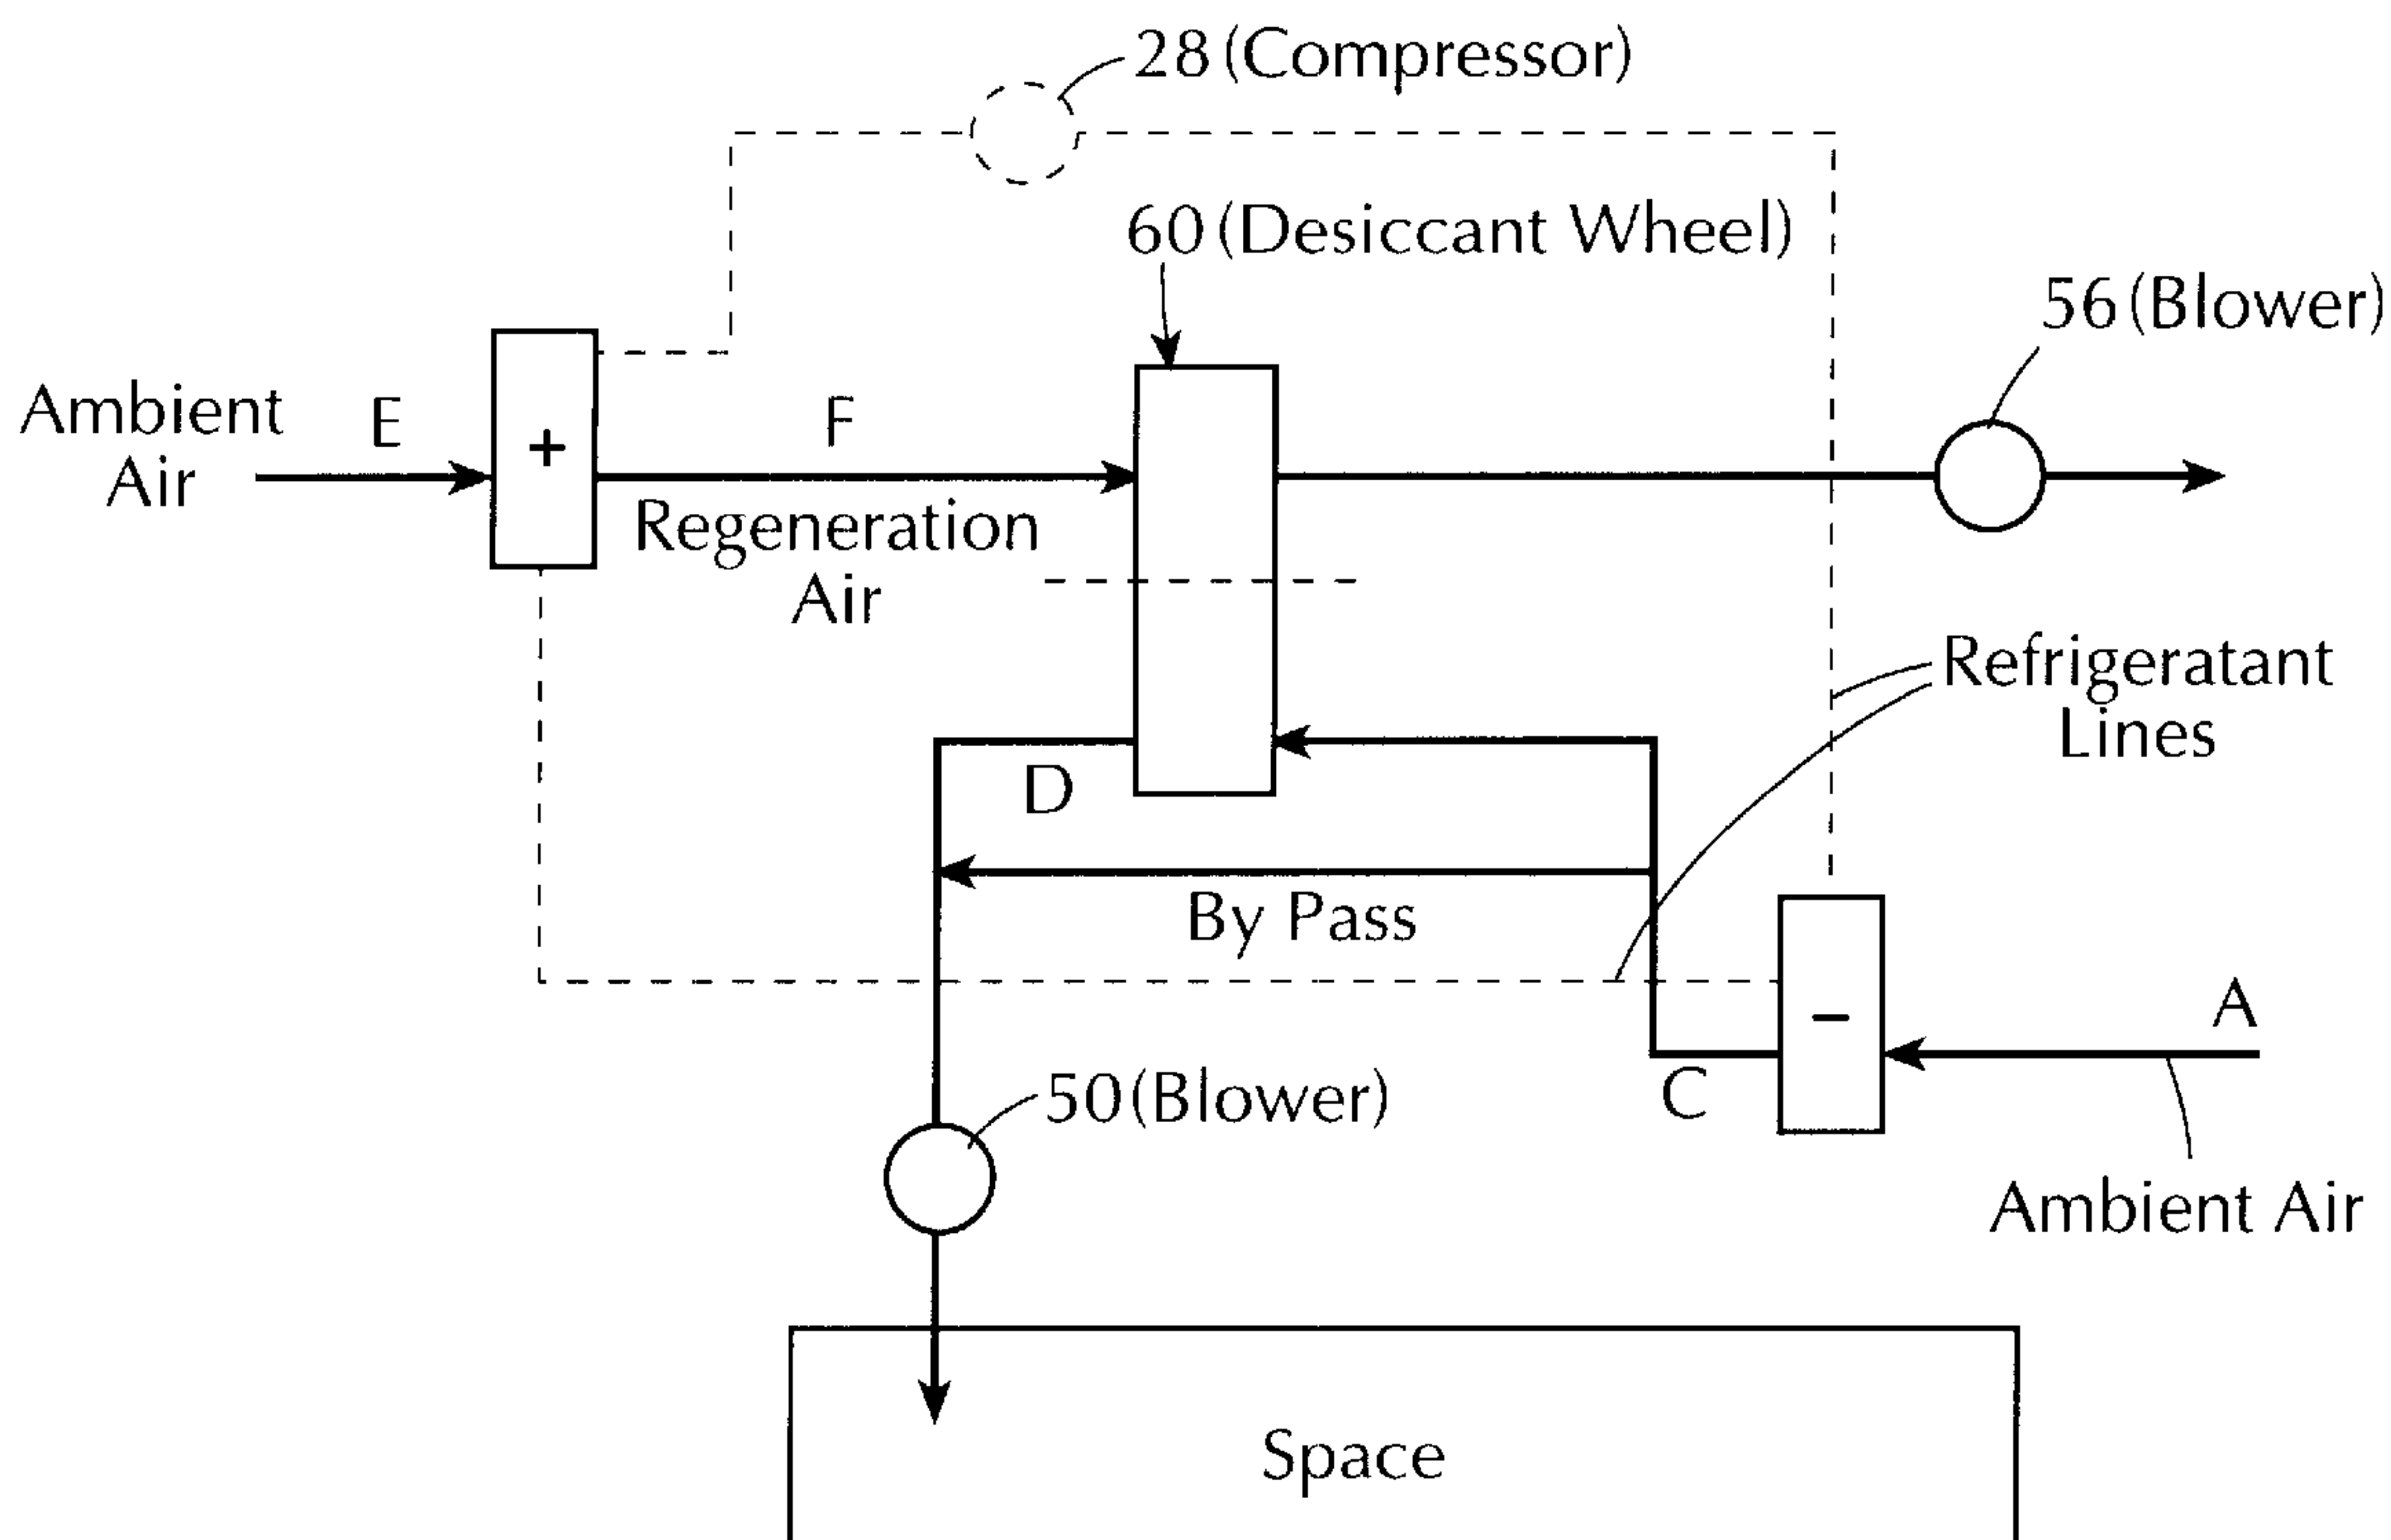 28 (Compressor)
60 (Desiccant Wheel)
56 (Blower)
Ambient
Air
E
+
F
Regeneration
Air
Refrigeratant
Lines
D
By Pass
−
A
C
50 (Blower)
Ambient Air
Space